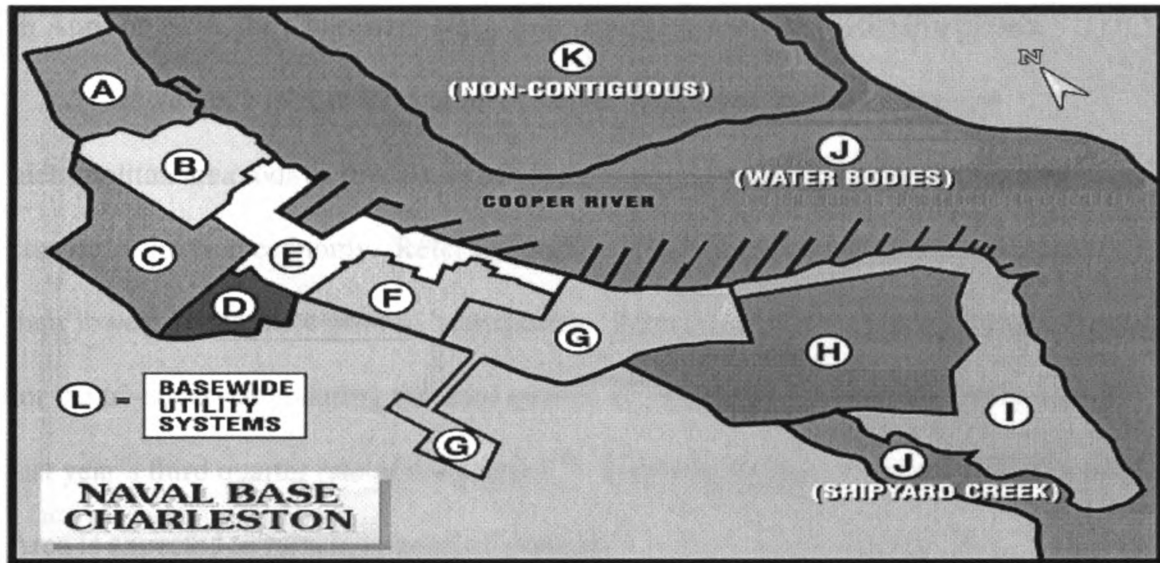 K
(NON-CONTIGUOUS)
N
A
J
(WATER BODIES)
B
COOPER RIVER
C
E
D
F
G
H
L = BASEWIDE
UTILITY
SYSTEMS
I
G
J
(SHIPYARD CREEK)
NAVAL BASE
CHARLESTON